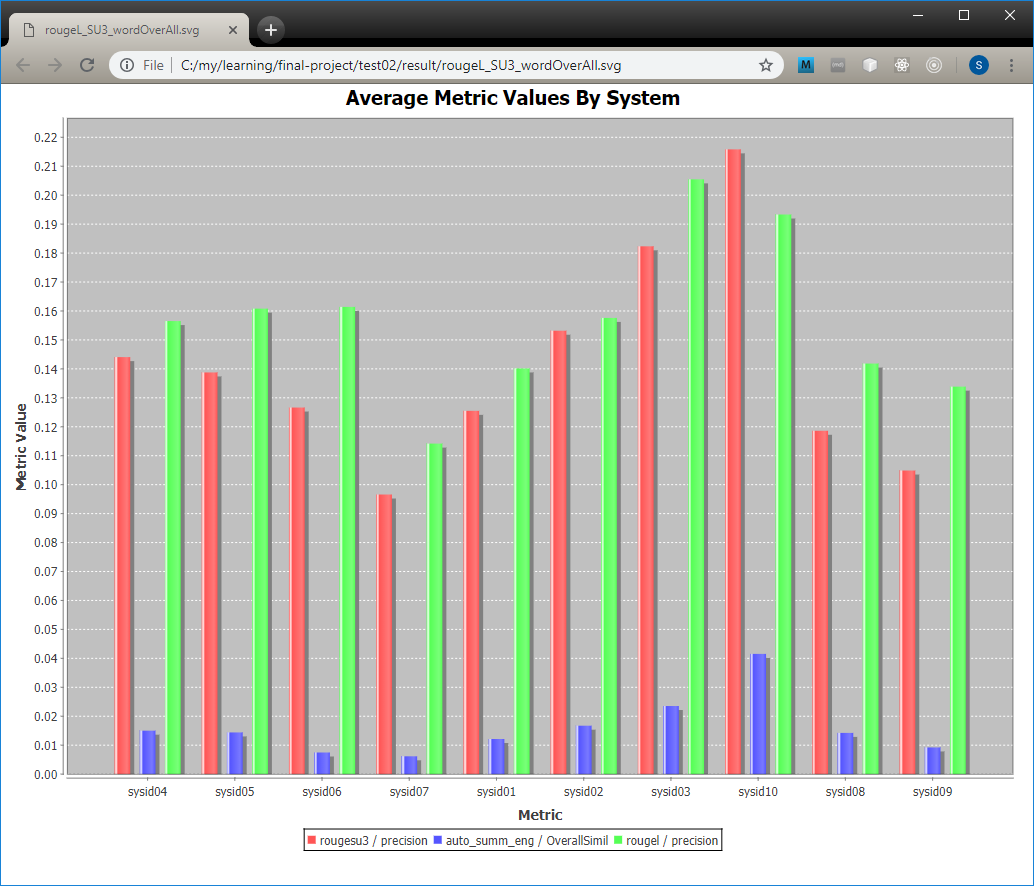 rougeL_SU3_wordOverAll.svg
File C:/my/learning/final-project/test02/result/rougeL_SU3_wordOverAll.svg
M
S
Average Metric Values By System
Metric Value
0.22
0.21
0.20
0.19
0.18
0.17
0.16
0.15
0.14
0.13
0.12
0.11
0.10
0.09
0.08
0.07
0.06
0.05
0.04
0.03
0.02
0.01
0.00
sysid04 sysid05 sysid06 sysid07 sysid01 sysid02 sysid03 sysid10 sysid08 sysid09
Metric
rougesu3 / precision auto_summ_eng / OverallSimil rougel / precision